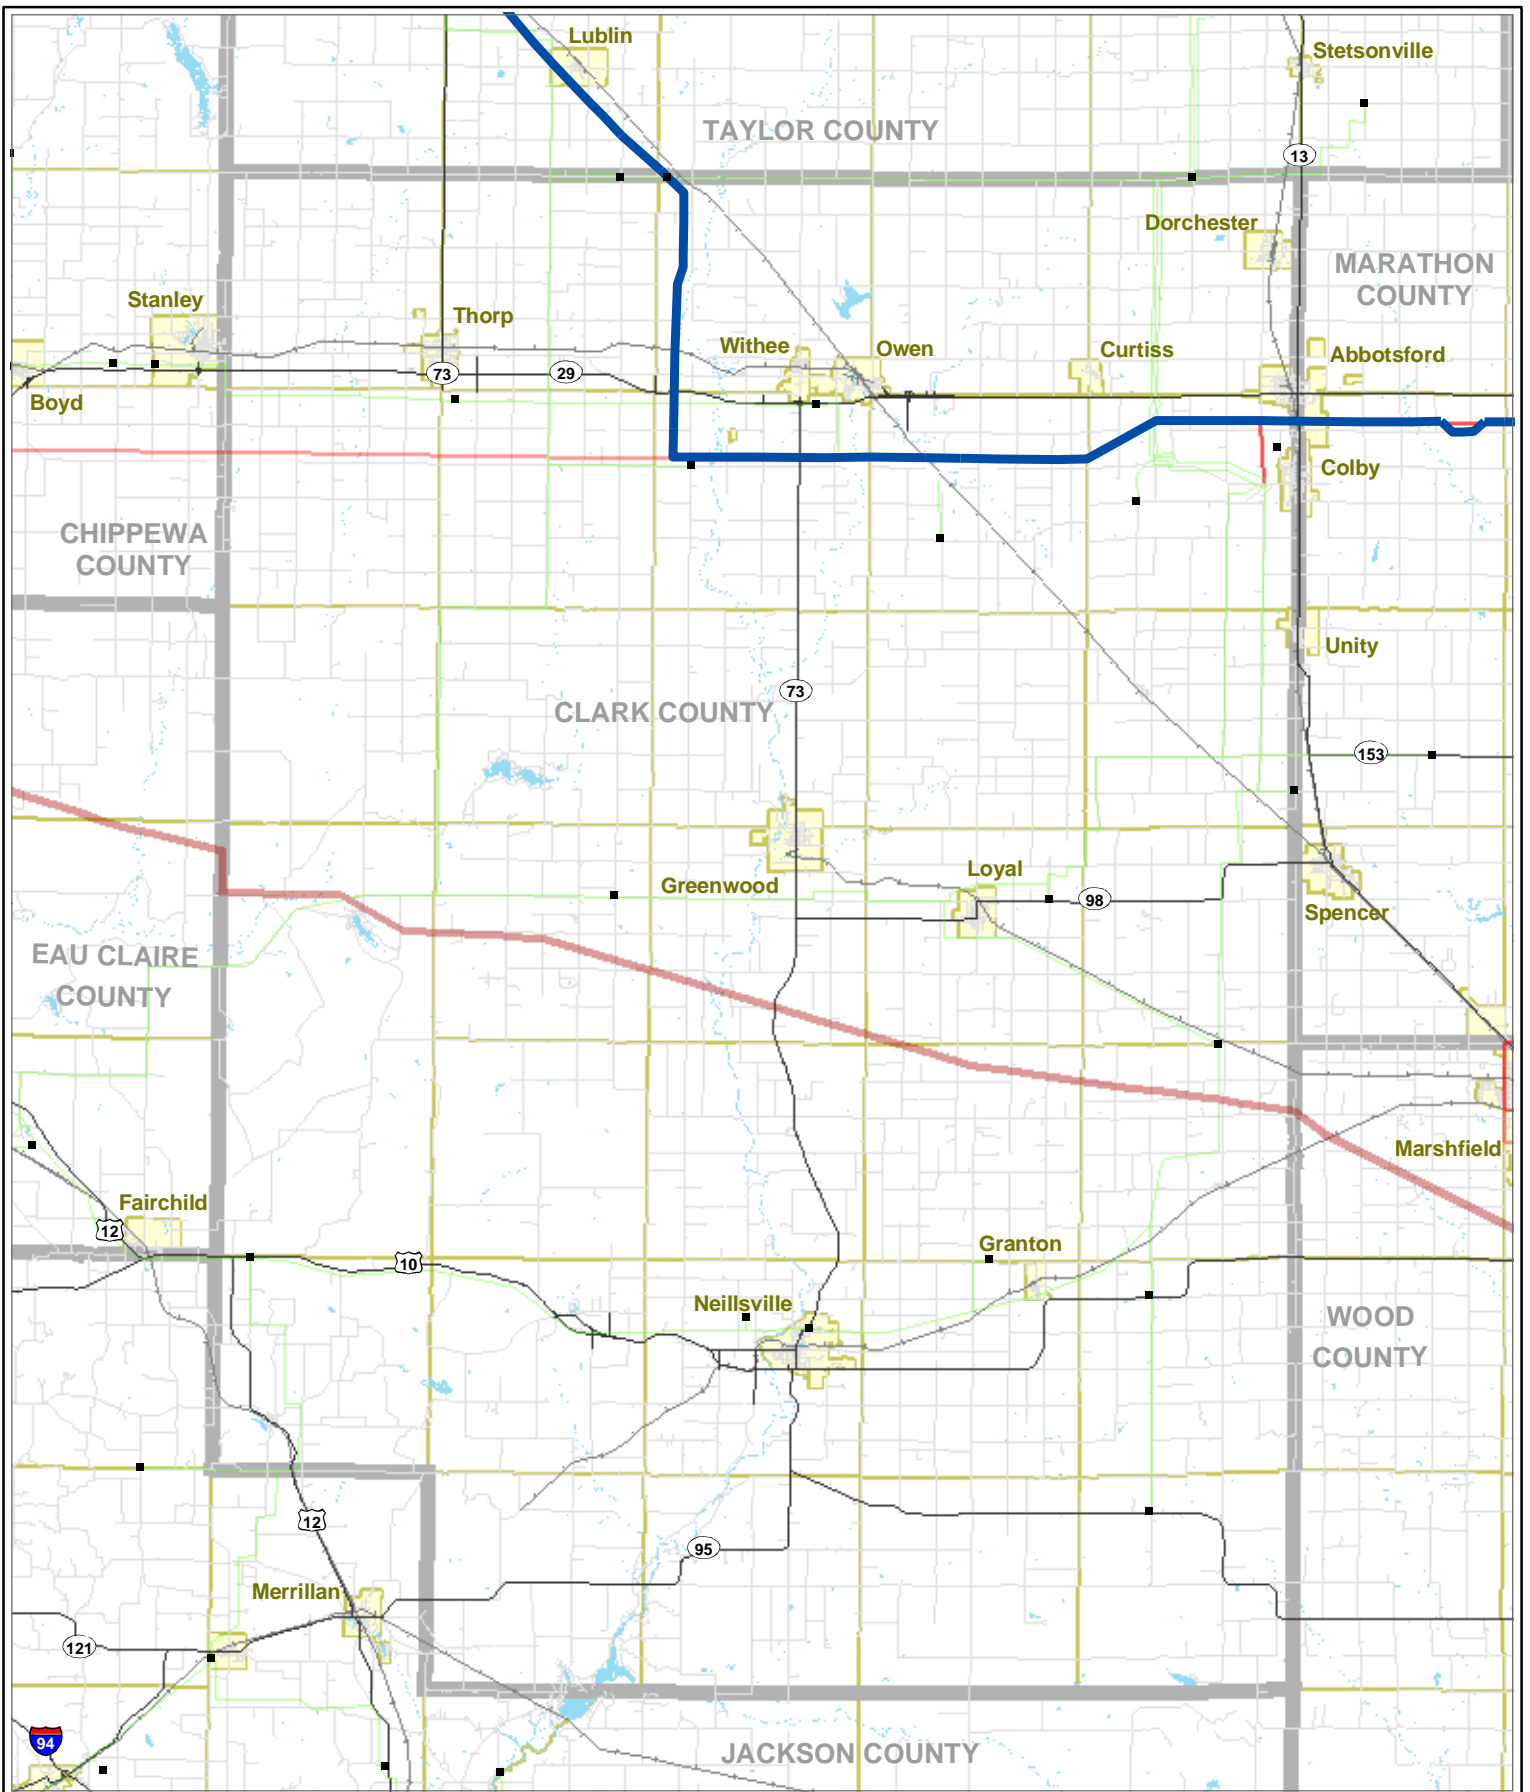 Lublin
Stetsonville
TAYLOR COUNTY
13
Dorchester
MARATHON
COUNTY
Stanley
Thorp
Withee
Owen
Curtiss
Abbotsford
73
29
Boyd
Colby
CHIPPEWA
COUNTY
Unity
73
CLARK COUNTY
153
Greenwood
Loyal
98
Spencer
EAU CLAIRE
COUNTY
Marshfield
Fairchild
12
10
Granton
Neillsville
WOOD
COUNTY
12
95
Merrillan
121
94
JACKSON COUNTY